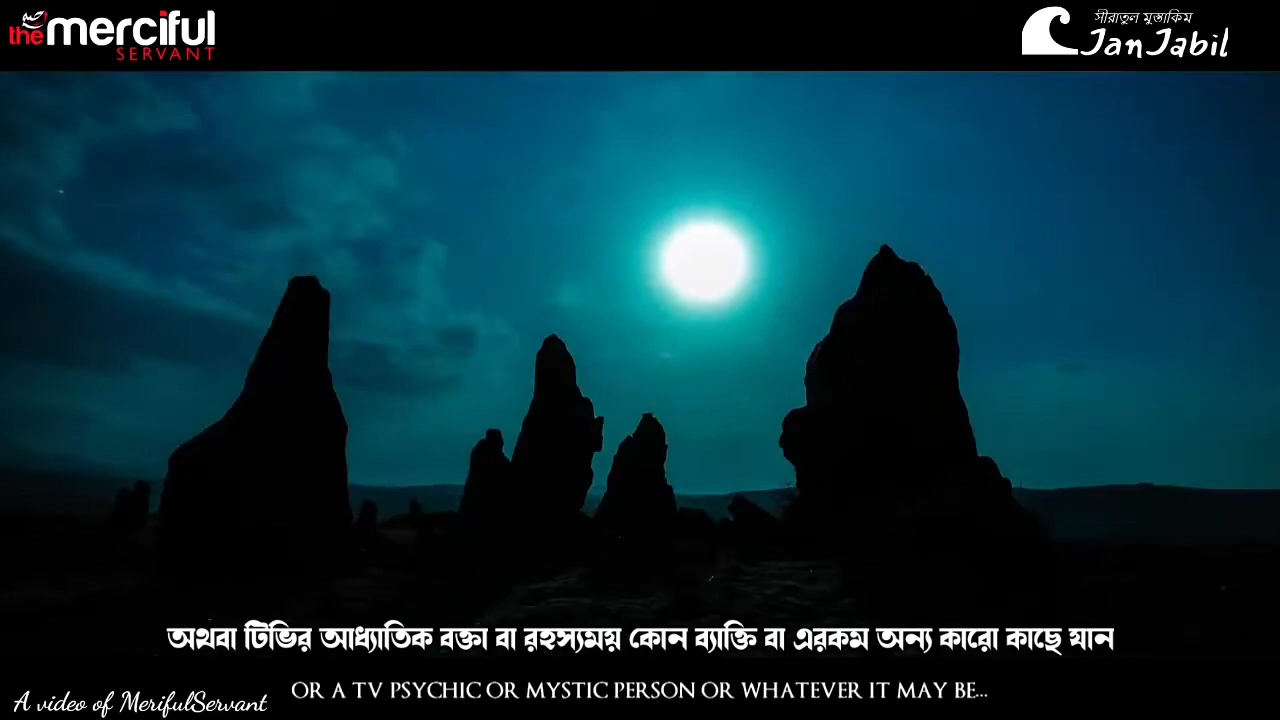 the merciful
SERVANT
সীরাতুল মুস্তাকিম
JanJabil
অথবা টিভির আধ্যাতিক বক্তা বা রহস্যময় কোন ব্যাক্তি বা এরকম অন্য কারো কাছে যান
OR A TV PSYCHIC OR MYSTIC PERSON OR WHATEVER IT MAY BE...
A video of MerifulServant